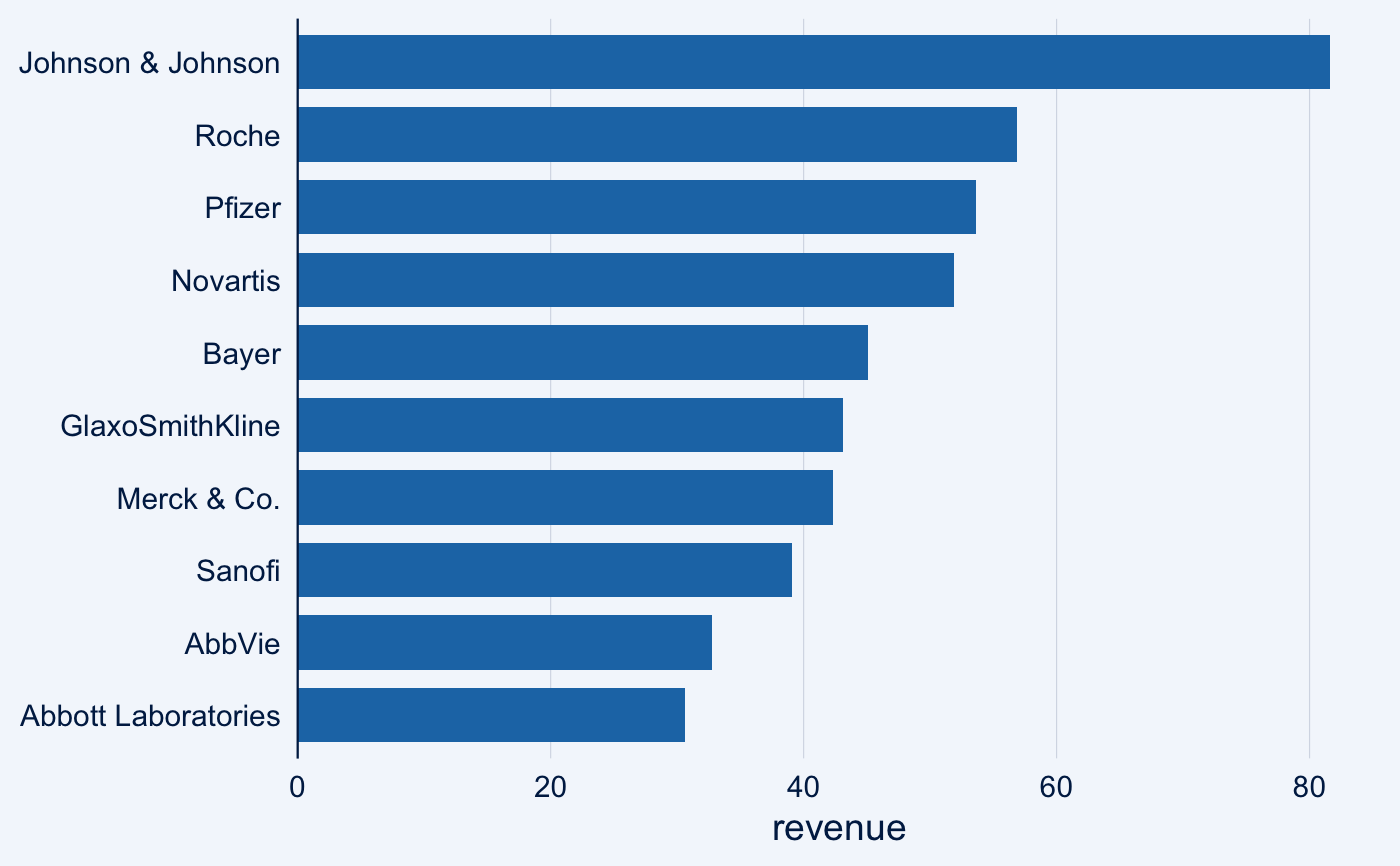 Johnson & Johnson
Roche
Pfizer
Novartis
Bayer
GlaxoSmithKline
Merck & Co.
Sanofi
AbbVie
Abbott Laboratories
0 20 40 60 80
revenue